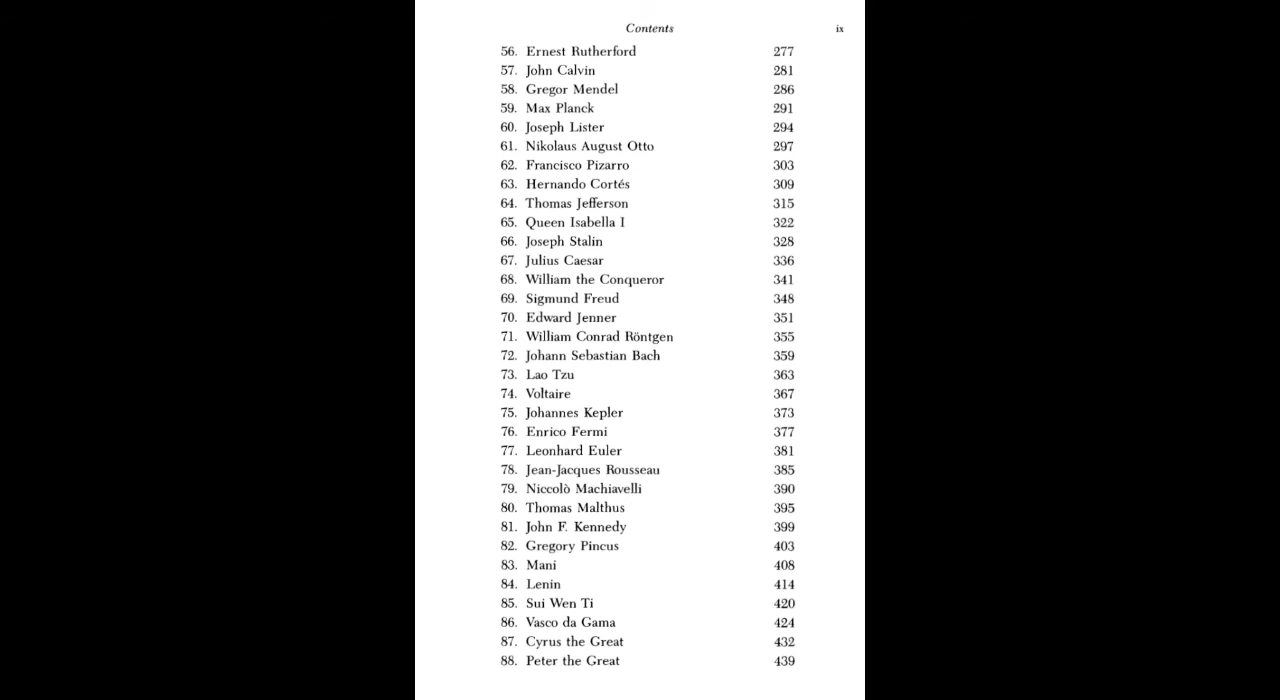 Contents ix
56. Ernest Rutherford 277
57. John Calvin 281
58. Gregor Mendel 286
59. Max Planck 291
60. Joseph Lister 294
61. Nikolaus August Otto 297
62. Francisco Pizarro 303
63. Hernando Cortés 309
64. Thomas Jefferson 315
65. Queen Isabella I 322
66. Joseph Stalin 328
67. Julius Caesar 336
68. William the Conqueror 341
69. Sigmund Freud 348
70. Edward Jenner 351
71. William Conrad Röntgen 355
72. Johann Sebastian Bach 359
73. Lao Tzu 363
74. Voltaire 367
75. Johannes Kepler 373
76. Enrico Fermi 377
77. Leonhard Euler 381
78. Jean-Jacques Rousseau 385
79. Niccolò Machiavelli 390
80. Thomas Malthus 395
81. John F. Kennedy 399
82. Gregory Pincus 403
83. Mani 408
84. Lenin 414
85. Sui Wen Ti 420
86. Vasco da Gama 424
87. Cyrus the Great 432
88. Peter the Great 439